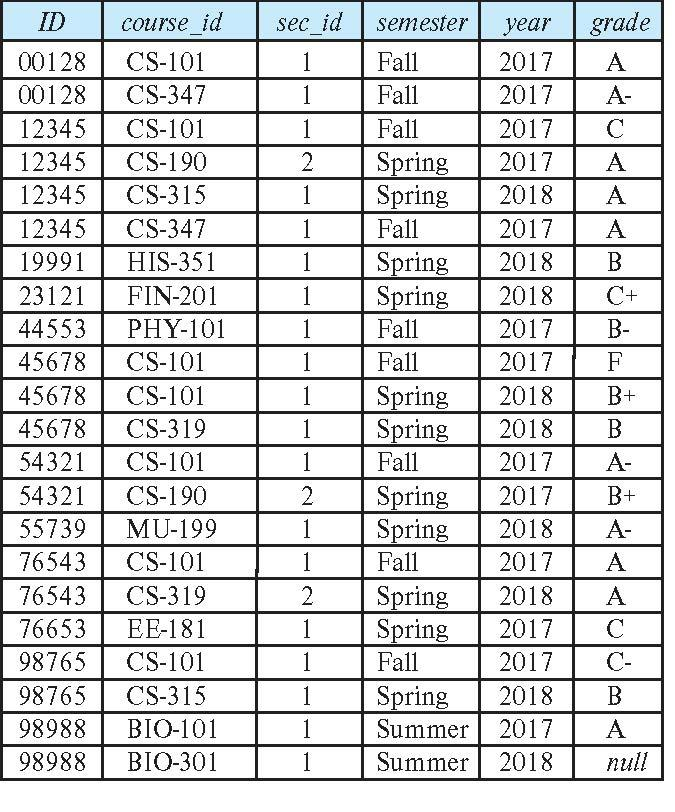 ID course_id sec_id semester year grade
00128 CS-101 1 Fall 2017 A
00128 CS-347 1 Fall 2017 A-
12345 CS-101 1 Fall 2017 C
12345 CS-190 2 Spring 2017 A
12345 CS-315 1 Spring 2018 A
12345 CS-347 1 Fall 2017 A
19991 HIS-351 1 Spring 2018 B
23121 FIN-201 1 Spring 2018 C+
44553 PHY-101 1 Fall 2017 B-
45678 CS-101 1 Fall 2017 F
45678 CS-101 1 Spring 2018 B+
45678 CS-319 1 Spring 2018 B
54321 CS-101 1 Fall 2017 A-
54321 CS-190 2 Spring 2017 B+
55739 MU-199 1 Spring 2018 A-
76543 CS-101 1 Fall 2017 A
76543 CS-319 2 Spring 2018 A
76653 EE-181 1 Spring 2017 C
98765 CS-101 1 Fall 2017 C-
98765 CS-315 1 Spring 2018 B
98988 BIO-101 1 Summer 2017 A
98988 BIO-301 1 Summer 2018 null